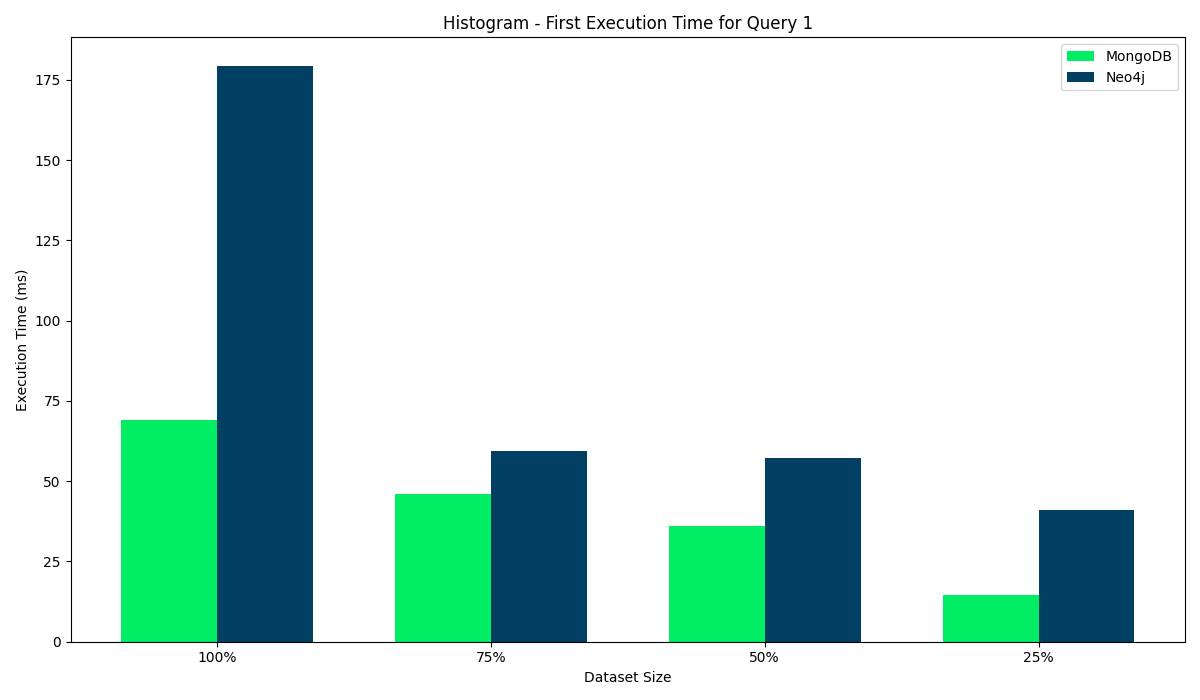 Histogram - First Execution Time for Query 1
MongoDB
Neo4j
Execution Time (ms)
175
150
125
100
75
50
25
0
100%
75%
50%
25%
Dataset Size